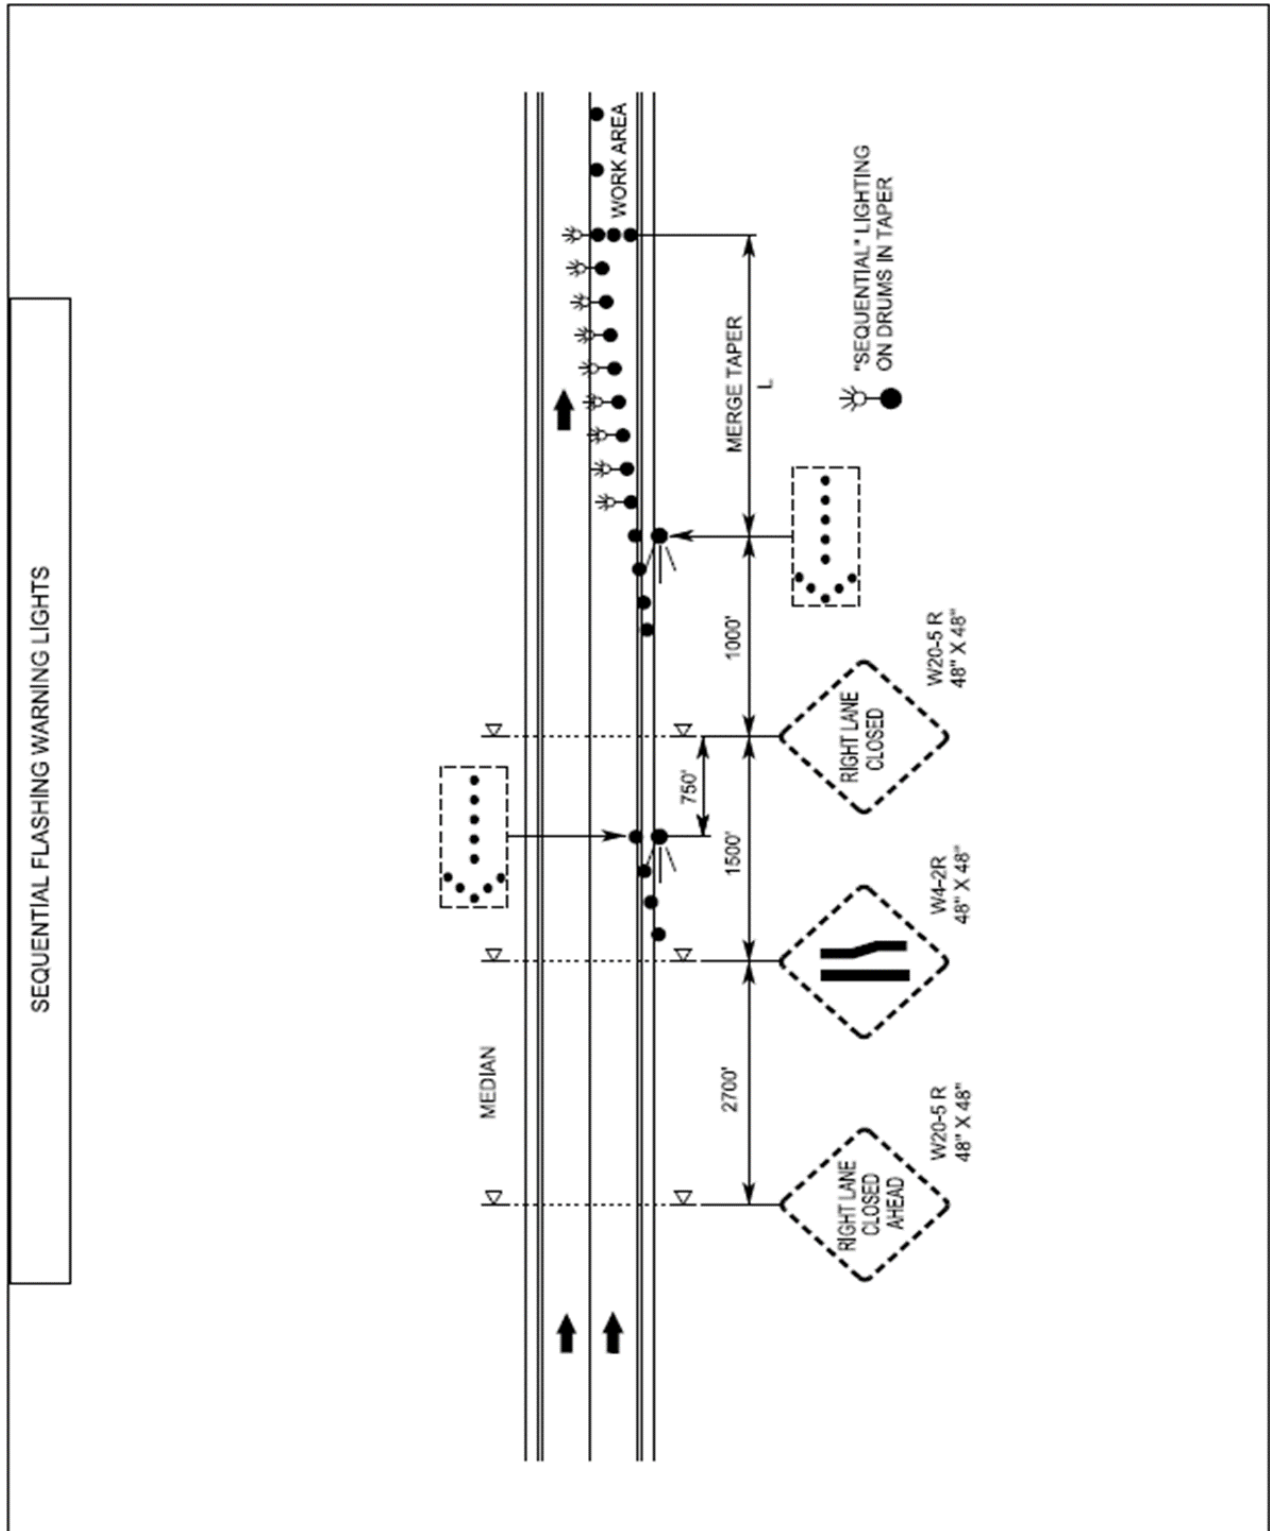 SEQUENTIAL FLASHING WARNING LIGHTS
WORK AREA
"SEQUENTIAL" LIGHTING
ON DRUMS IN TAPER
MERGE TAPER
L
1000'
750'
1500'
2700'
MEDIAN
RIGHT LANE
CLOSED
W20-5 R
48" X 48"
W4-2R
48" X 48"
RIGHT LANE
CLOSED
AHEAD
W20-5 R
48" X 48"